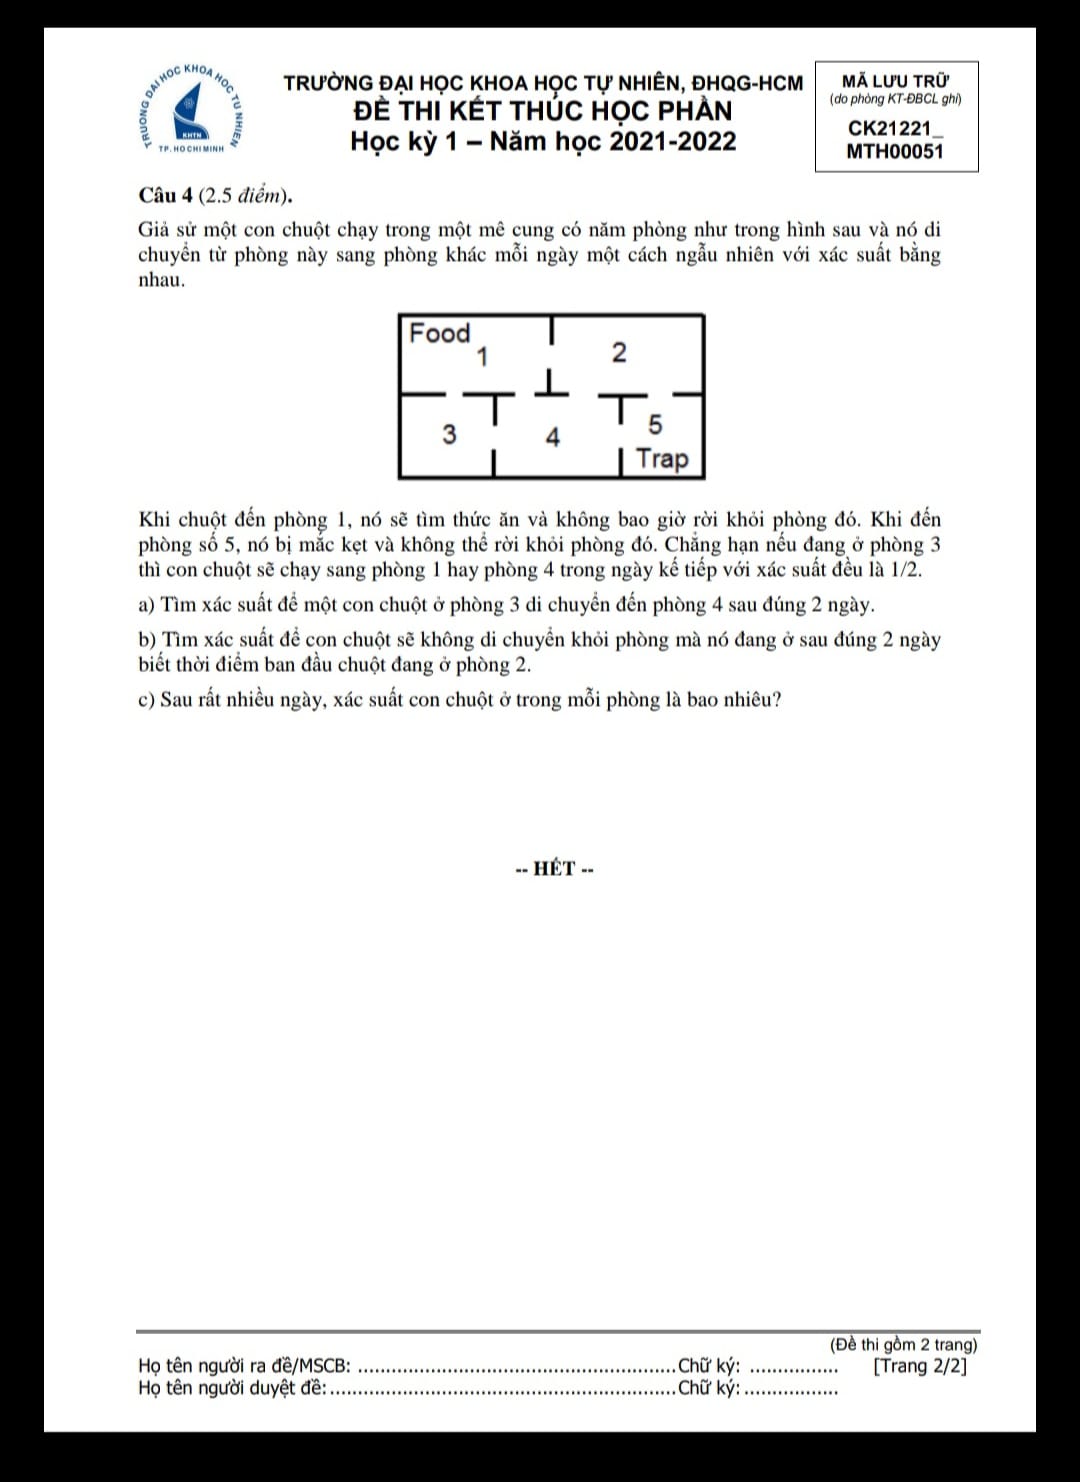 TRƯỜNG ĐẠI HỌC KHOA HỌC TỰ NHIÊN
KHTN
TP. HO CHI MINH
TRƯỜNG ĐẠI HỌC KHOA HỌC TỰ NHIÊN, ĐHQG-HCM
ĐỀ THI KẾT THÚC HỌC PHẦN
Học kỳ 1 – Năm học 2021-2022
MÃ LƯU TRỮ
(do phòng KT-ĐBCL ghi)
CK21221_
MTH00051
Câu 4 (2.5 điểm).
Giả sử một con chuột chạy trong một mê cung có năm phòng như trong hình sau và nó di
chuyển từ phòng này sang phòng khác mỗi ngày một cách ngẫu nhiên với xác suất bằng
nhau.
Food
1
2
3
4
5
Trap
Khi chuột đến phòng 1, nó sẽ tìm thức ăn và không bao giờ rời khỏi phòng đó. Khi đến
phòng số 5, nó bị mắc kẹt và không thể rời khỏi phòng đó. Chẳng hạn nếu đang ở phòng 3
thì con chuột sẽ chạy sang phòng 1 hay phòng 4 trong ngày kế tiếp với xác suất đều là 1/2.
a) Tìm xác suất để một con chuột ở phòng 3 di chuyển đến phòng 4 sau đúng 2 ngày.
b) Tìm xác suất để con chuột sẽ không di chuyển khỏi phòng mà nó đang ở sau đúng 2 ngày
biết thời điểm ban đầu chuột đang ở phòng 2.
c) Sau rất nhiều ngày, xác suất con chuột ở trong mỗi phòng là bao nhiêu?
-- HẾT --
(Đề thi gồm 2 trang)
Họ tên người ra đề/MSCB: ..........................................................Chữ ký: ................ [Trang 2/2]
Họ tên người duyệt đề:...............................................................Chữ ký:.................